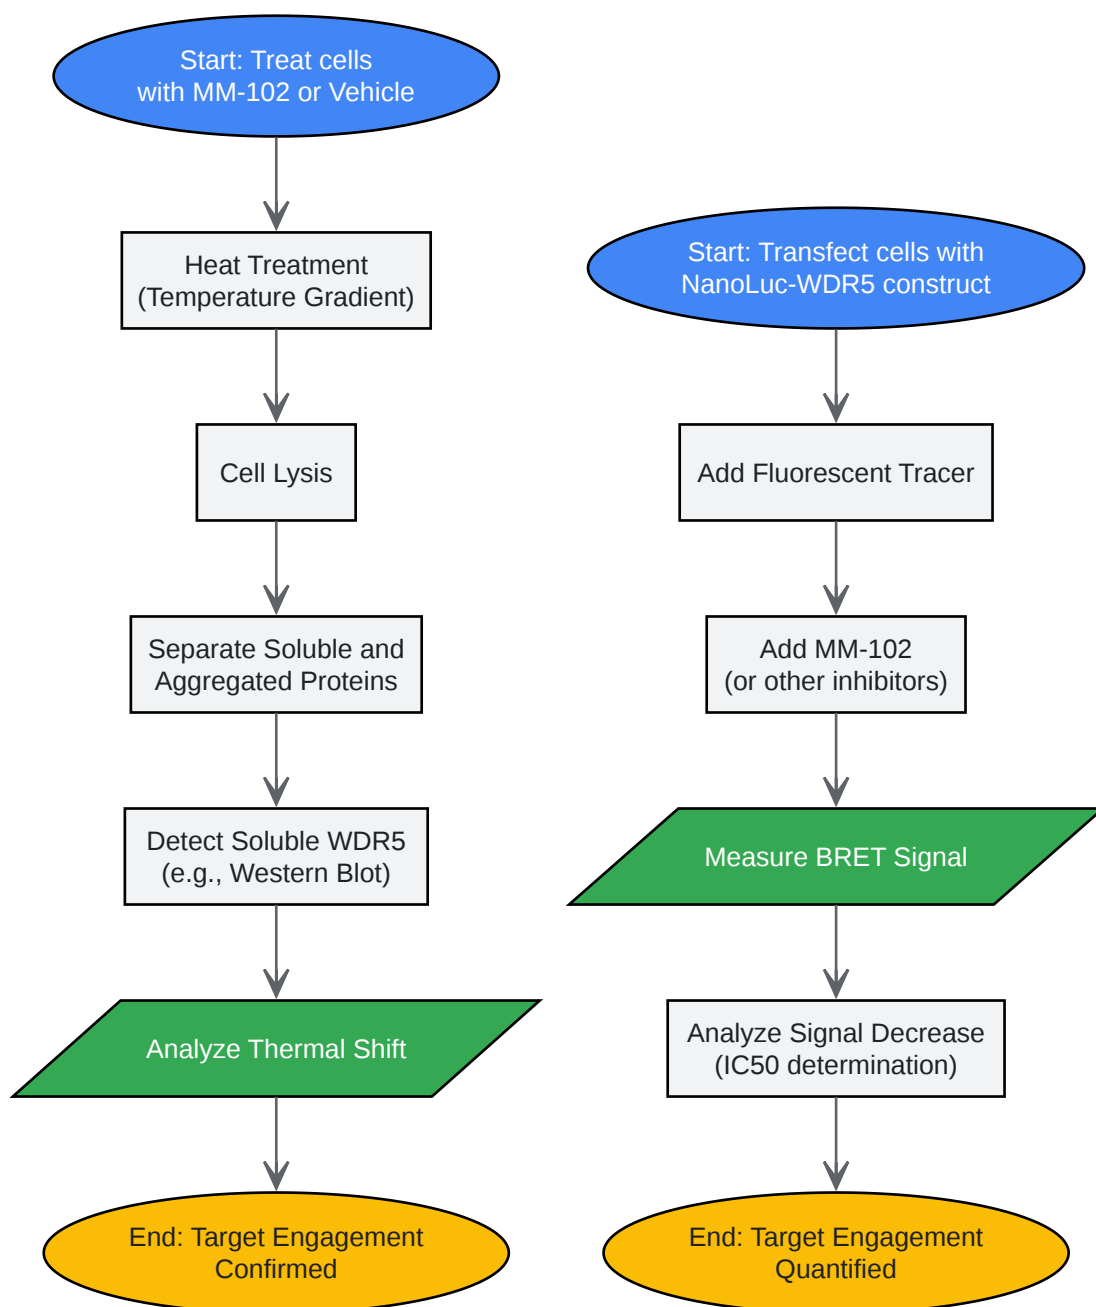 Start: Treat cells
with MM-102 or Vehicle
Heat Treatment
(Temperature Gradient)
Cell Lysis
Separate Soluble and
Aggregated Proteins
Detect Soluble WDR5
(e.g., Western Blot)
Analyze Thermal Shift
End: Target Engagement
Confirmed
Start: Transfect cells with
NanoLuc-WDR5 construct
Add Fluorescent Tracer
Add MM-102
(or other inhibitors)
Measure BRET Signal
Analyze Signal Decrease
(IC50 determination)
End: Target Engagement
Quantified